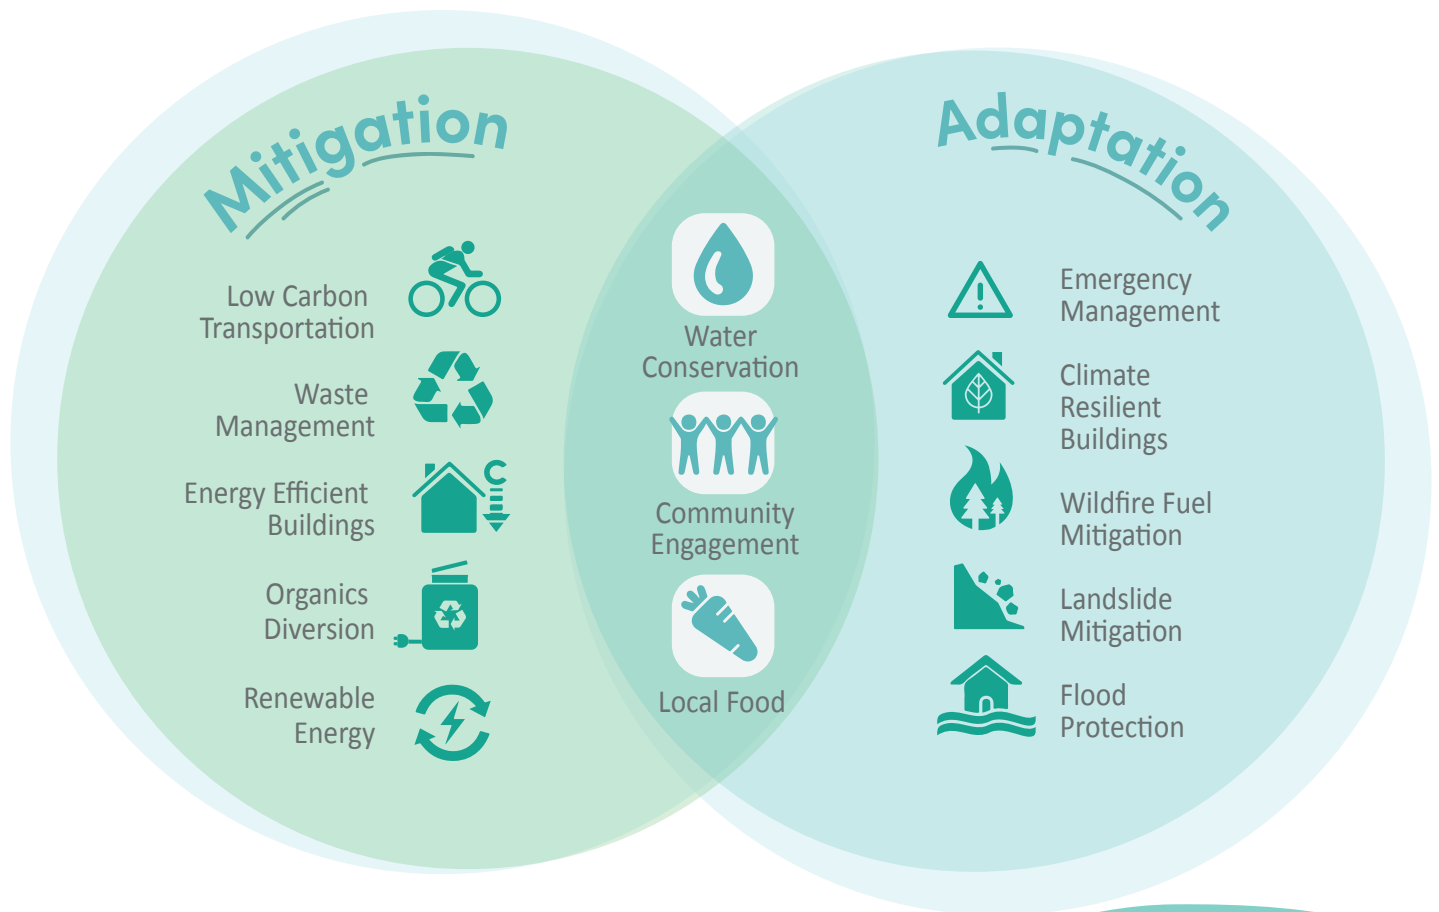 Mitigation
Low Carbon
Transportation
Waste
Management
Energy Efficient
Buildings
C
Organics
Diversion
Renewable
Energy
Water
Conservation
Community
Engagement
Local Food
Adaptation
Emergency
Management
Climate
Resilient
Buildings
Wildfire Fuel
Mitigation
Landslide
Mitigation
Flood
Protection